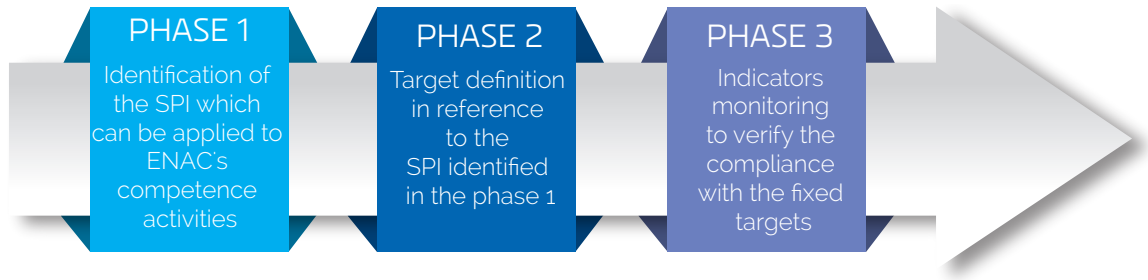 PHASE 1
Identification of
the SPI which
can be applied to
ENAC's
competence
activities
PHASE 2
Target definition
in reference
to the
SPI identified
in the phase 1
PHASE 3
Indicators
monitoring
to verify the
compliance
with the fixed
targets